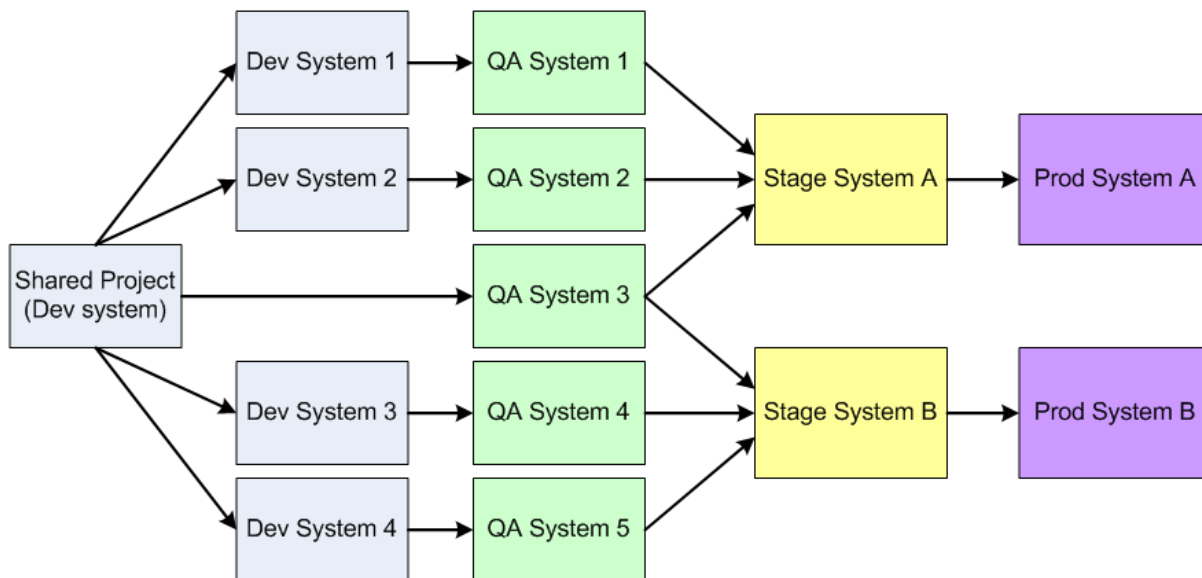 Dev System 1
QA System 1
Dev System 2
QA System 2
Stage System A
Prod System A
Shared Project
(Dev system)
QA System 3
Dev System 3
QA System 4
Stage System B
Prod System B
Dev System 4
QA System 5